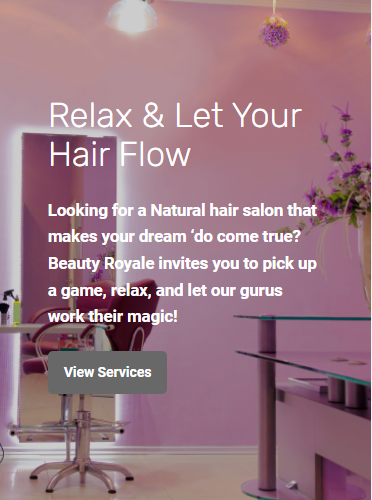 Relax & Let Your
Hair Flow
Looking for a Natural hair salon that
makes your dream ‘do come true?
Beauty Royale invites you to pick up
a game, relax, and let our gurus
work their magic!
View Services